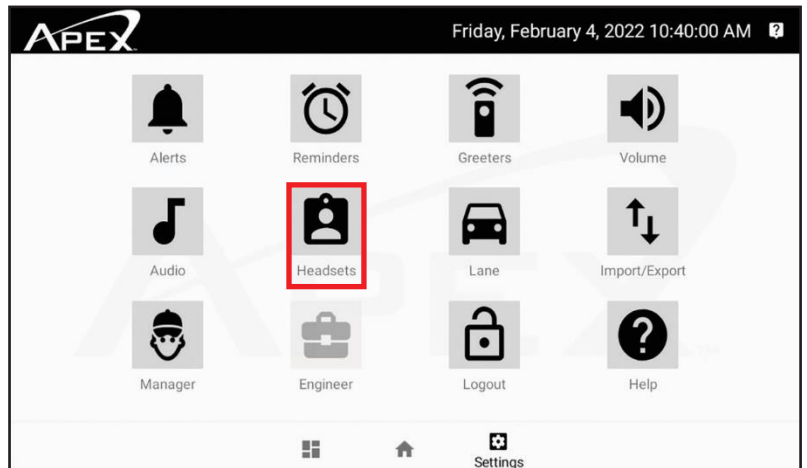 APEX
Friday, February 4, 2022 10:40:00 AM ?
Alerts Reminders Greeters Volume
Audio Headsets Lane Import/Export
Manager Engineer Logout Help
Settings
APEX